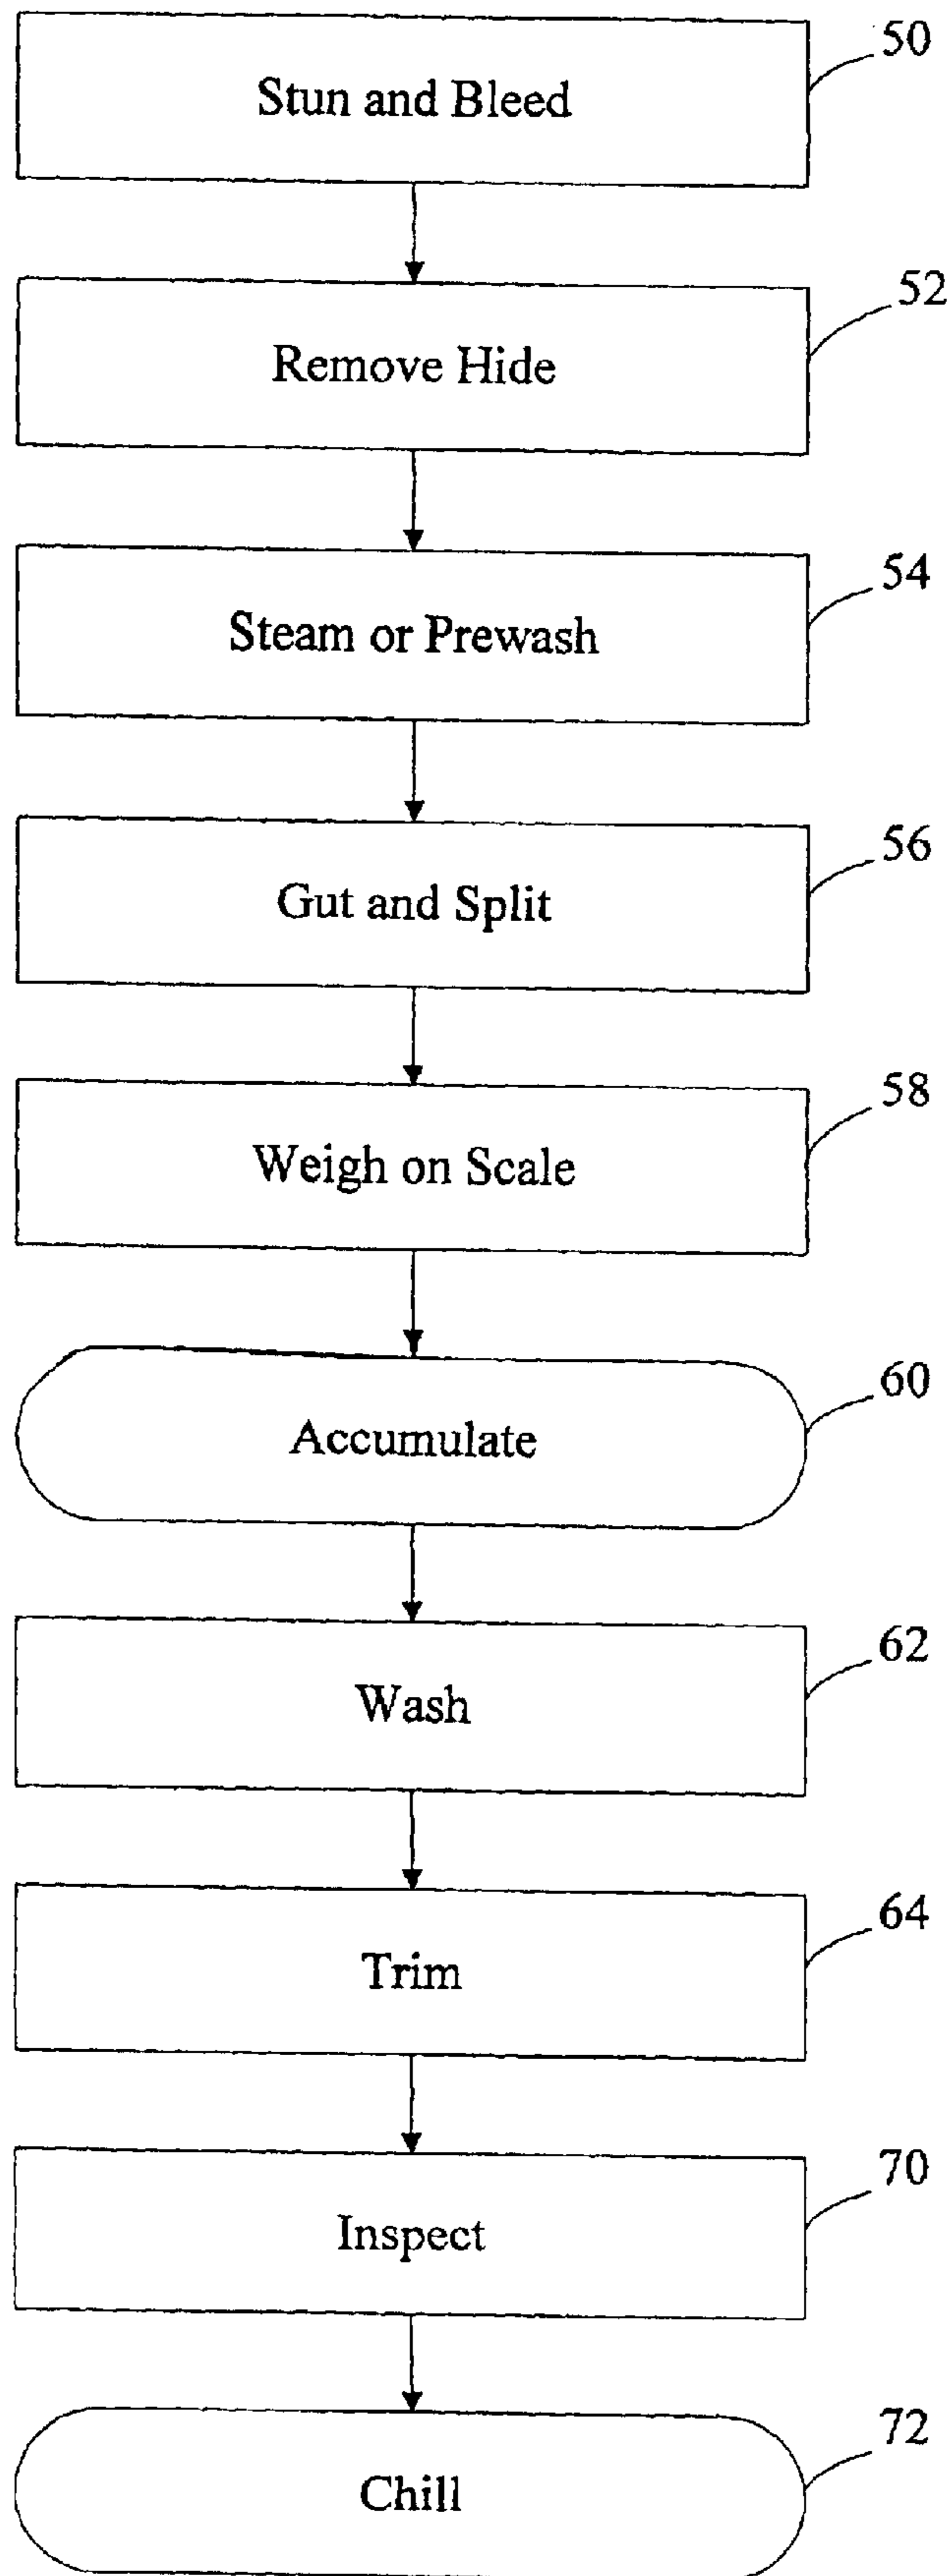 50
Stun and Bleed
52
Remove Hide
54
Steam or Prewash
56
Gut and Split
58
Weigh on Scale
60
Accumulate
62
Wash
64
Trim
70
Inspect
72
Chill